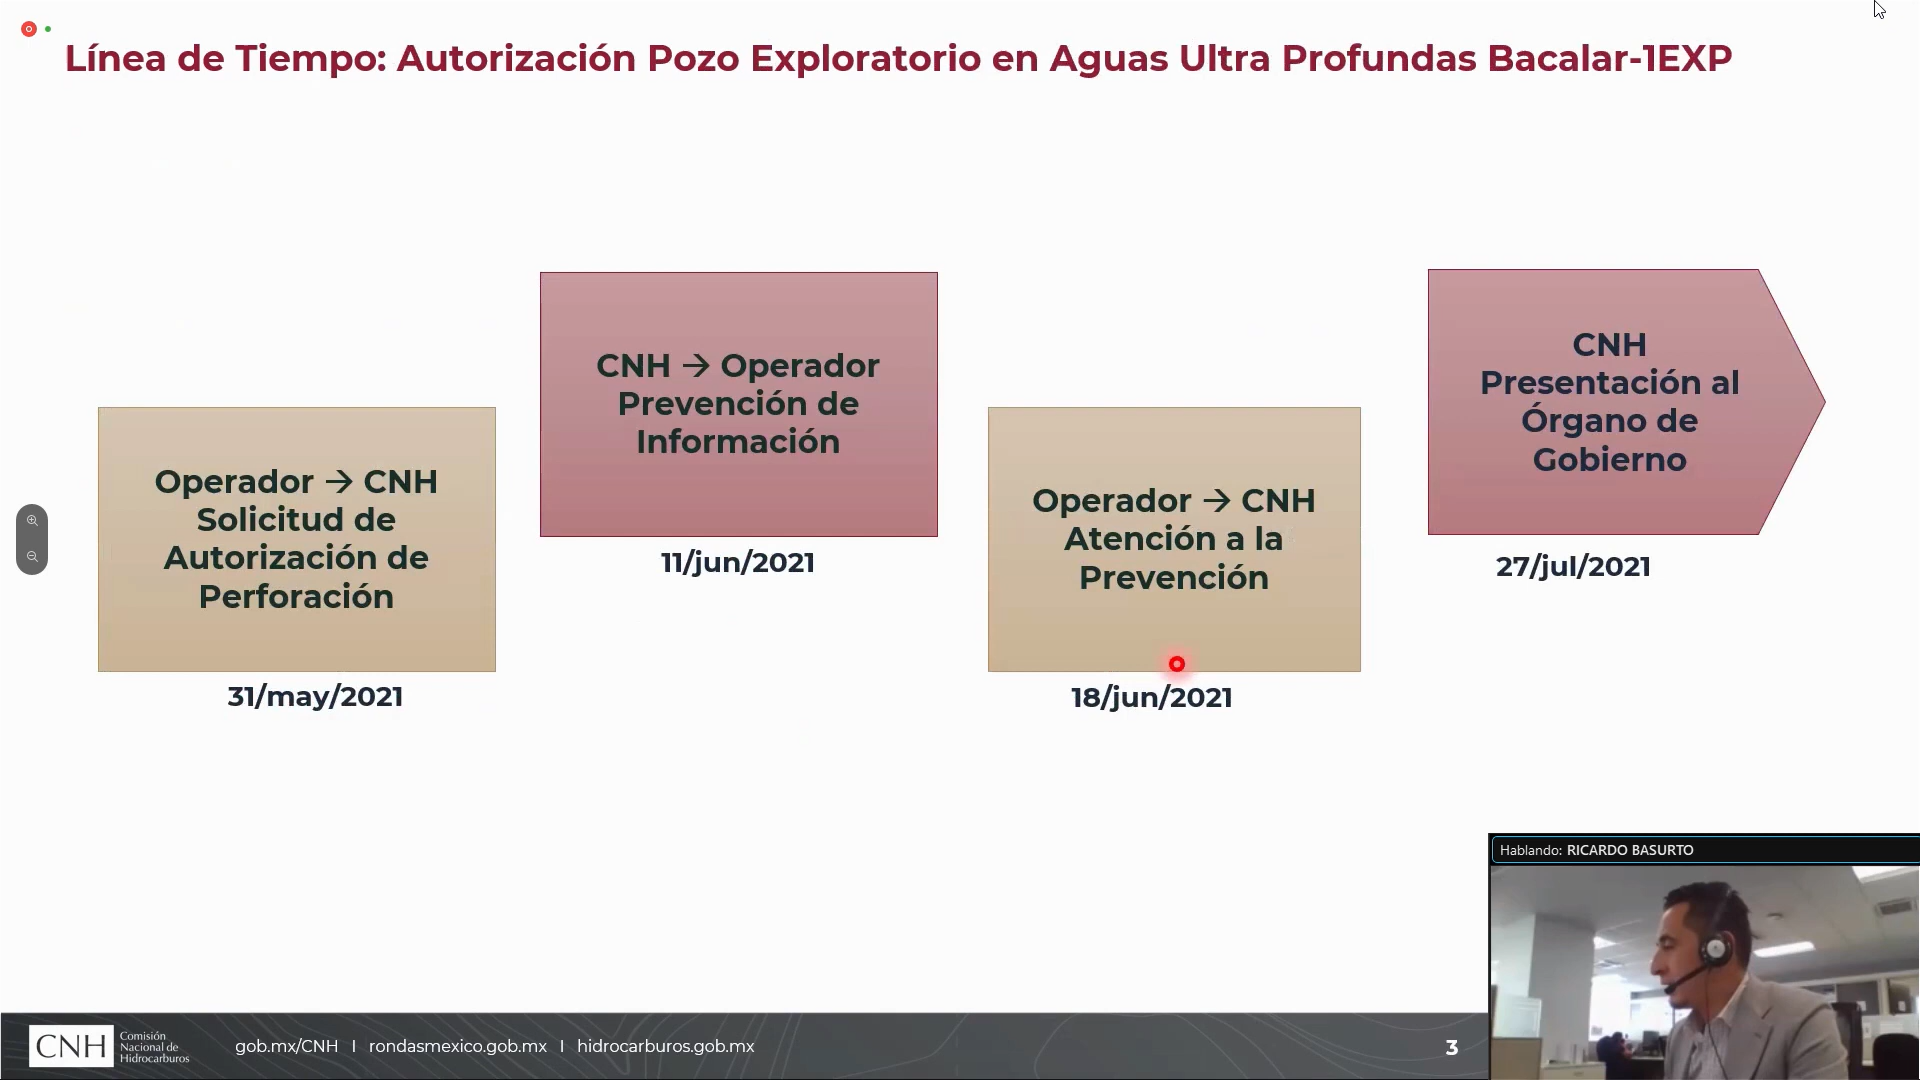 Línea de Tiempo: Autorización Pozo Exploratorio en Aguas Ultra Profundas Bacalar-1EXP
Operador → CNH
Solicitud de
Autorización de
Perforación
31/may/2021
CNH → Operador
Prevención de
Información
11/jun/2021
Operador → CNH
Atención a la
Prevención
18/jun/2021
CNH
Presentación al
Órgano de
Gobierno
27/jul/2021
Hablando: RICARDO BASURTO
CNH
Comisión
Nacional de
Hidrocarburos
gob.mx/CNH I rondasmexico.gob.mx I hidrocarburos.gob.mx
3